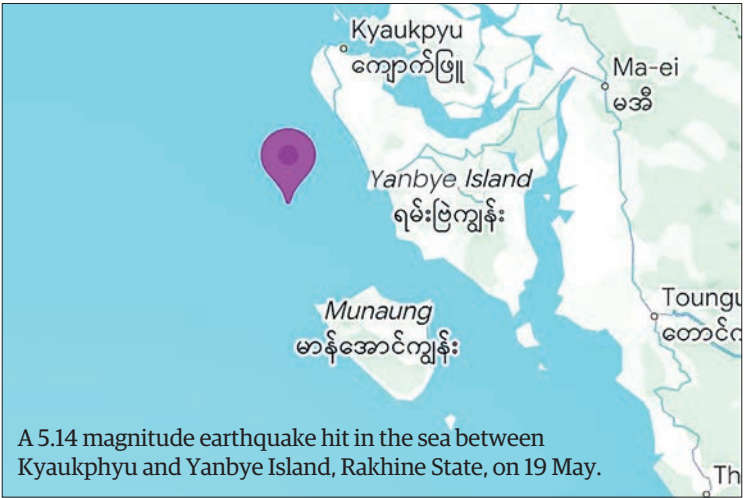 Kyaukpyu
ကျောက်ဖြူ
Ma-ei
မအီ
Yanbye Island
ရမ်းဗြဲကျွန်း
Munaung
မာန်အောင်ကျွန်း
A 5.14 magnitude earthquake hit in the sea between
Kyaukphyu and Yanbye Island, Rakhine State, on 19 May.